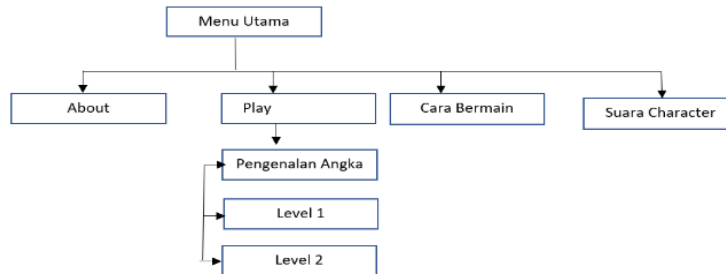 Menu Utama
About
Play
Cara Bermain
Suara Character
Pengenalan Angka
Level 1
Level 2